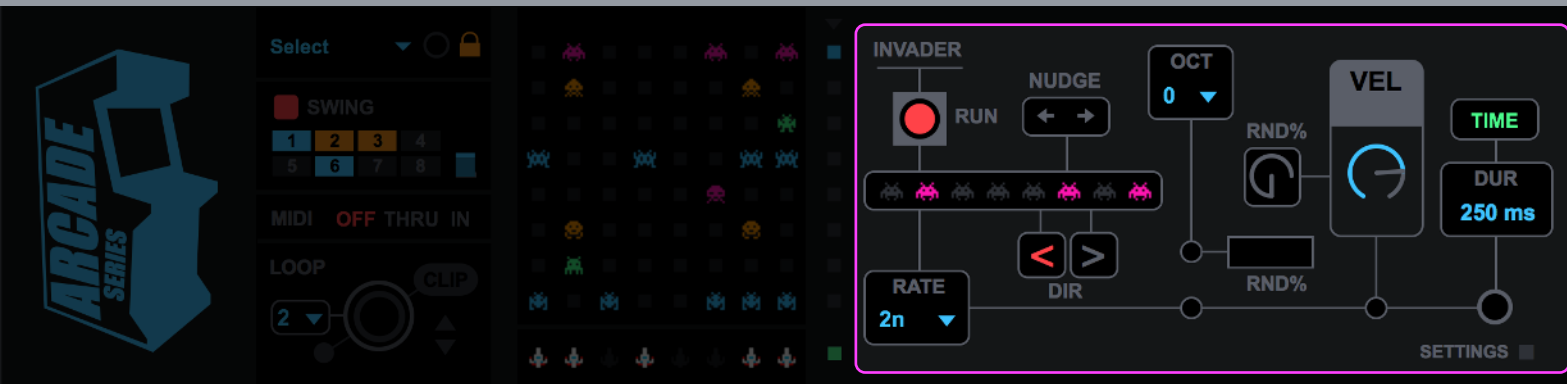 ARCADE
SERIES
Select
SWING
1 2 3 4
5 6 7 8
MIDI OFF THRU IN
LOOP
CLIP
2
INVADER
RUN
NUDGE
← →
OCT
0
RND%
VEL
TIME
DUR
250 ms
< >
DIR
RND%
RATE
2n
SETTINGS